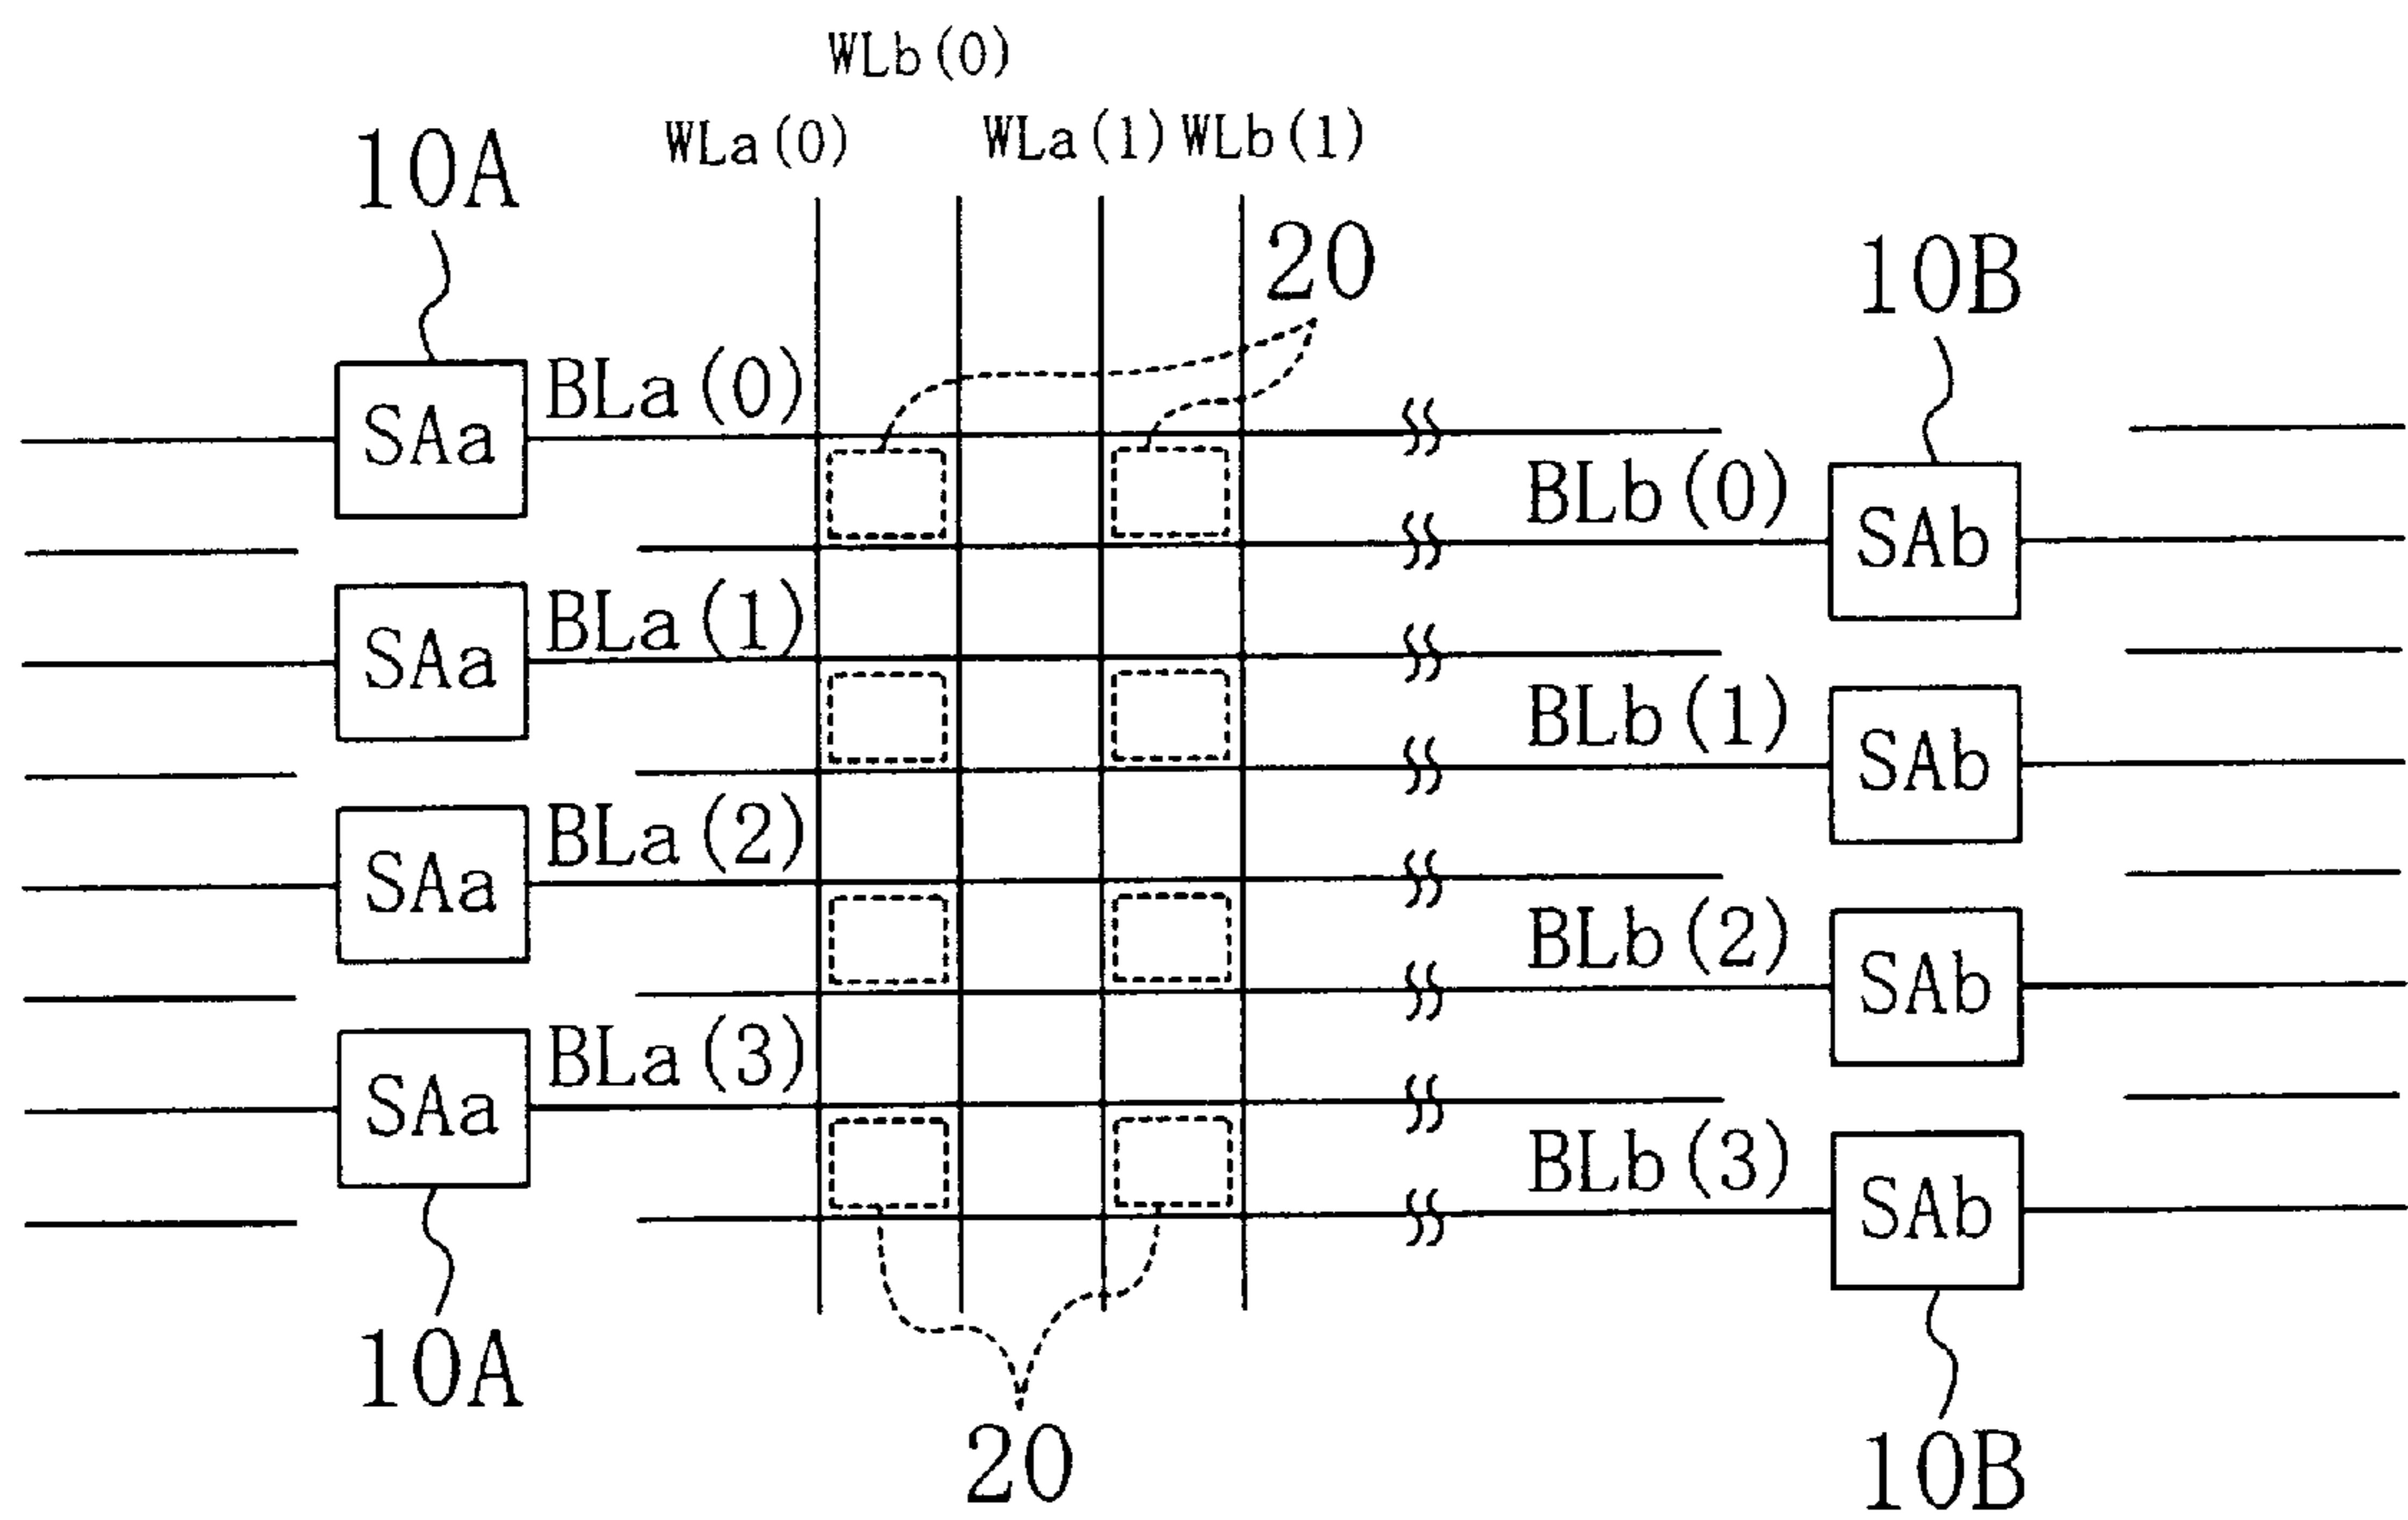 WLb(0)
WLa(0) WLa(1) WLb(1)
10A
20
10B
BLa(0)
SAa
BLb(0)
SAb
BLa(1)
SAa
BLb(1)
SAb
BLa(2)
SAa
BLb(2)
SAb
BLa(3)
SAa
BLb(3)
SAb
10A
20
10B